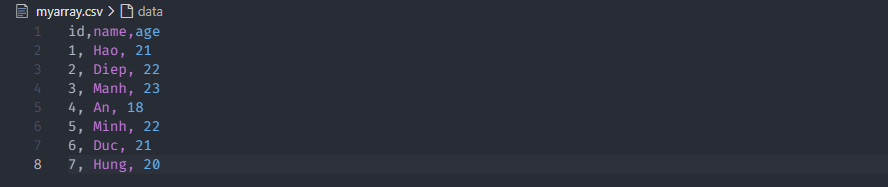 myarray.csv > data
1 id,name,age
2 1, Hao, 21
3 2, Diep, 22
4 3, Manh, 23
5 4, An, 18
6 5, Minh, 22
7 6, Duc, 21
8 7, Hung, 20